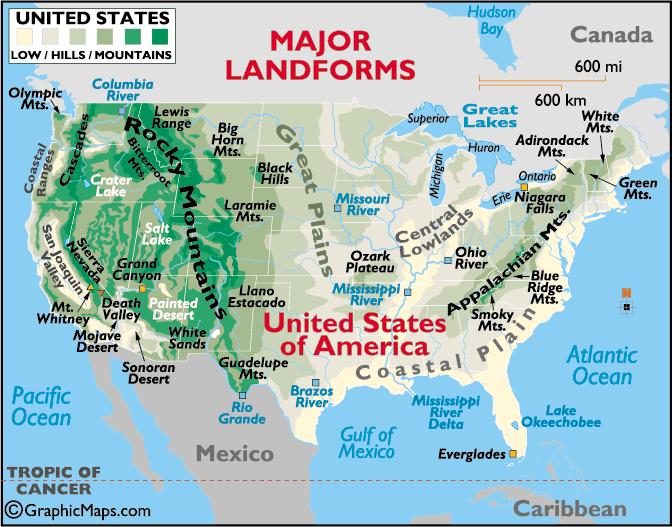 UNITED STATES
LOW / HILLS / MOUNTAINS
MAJOR
LANDFORMS
Hudson
Bay
Canada
600 mi
600 km
Olympic
Mts.
Columbia
River
Cascades
Coastal
Ranges
Lewis
Range
Rocky Mountains
Bitterroot
Mts.
Big
Horn
Mts.
Great Plains
Superior
Great
Lakes
Huron
Michigan
Ontario
Erie
Adirondack
Mts.
White
Mts.
Green
Mts.
Niagara
Falls
Crater
Lake
Black
Hills
Laramie
Mts.
Missouri
River
Central
Lowlands
Salt
Lake
Sierra
Nevada
San Joaquin
Valley
Grand
Canyon
Ozark
Plateau
Ohio
River
Appalachian Mts.
Blue
Ridge
Mts.
Mississippi
River
Llano
Estacado
Painted
Desert
Death
Valley
Mt.
Whitney
Mojave
Desert
White
Sands
Smoky
Mts.
N
United States
of America
Coastal Plain
Sonoran
Desert
Guadelupe
Mts.
Pacific
Ocean
Atlantic
Ocean
Rio
Grande
Brazos
River
Mississippi
River
Delta
Lake
Okeechobee
Gulf of
Mexico
Mexico
Everglades
TROPIC OF
CANCER
Caribbean
©GraphicMaps.com